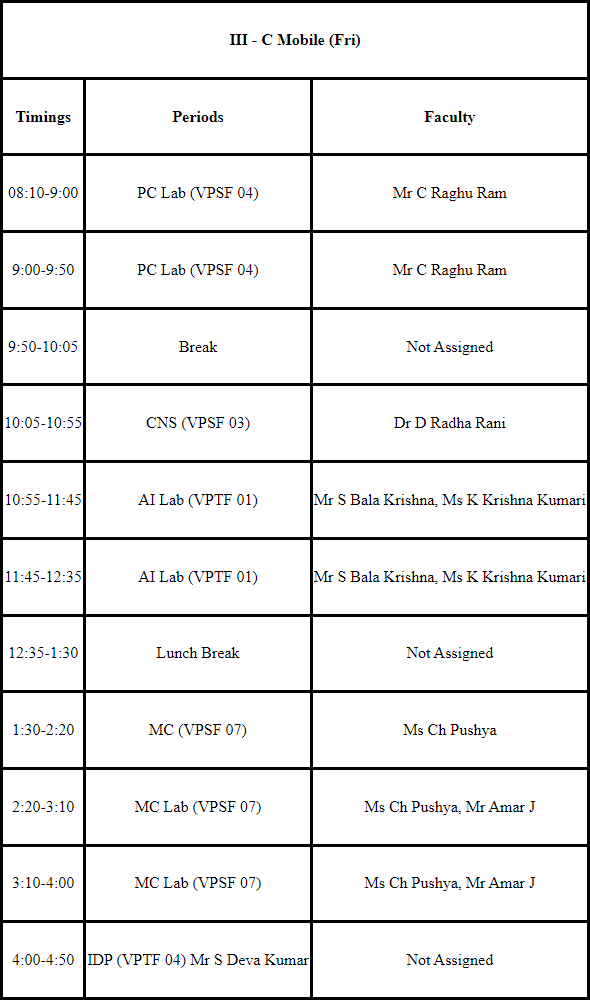 III - C Mobile (Fri)
Timings Periods Faculty
08:10-9:00 PC Lab (VPSF 04) Mr C Raghu Ram
9:00-9:50 PC Lab (VPSF 04) Mr C Raghu Ram
9:50-10:05 Break Not Assigned
10:05-10:55 CNS (VPSF 03) Dr D Radha Rani
10:55-11:45 AI Lab (VPTF 01) Mr S Bala Krishna, Ms K Krishna Kumari
11:45-12:35 AI Lab (VPTF 01) Mr S Bala Krishna, Ms K Krishna Kumari
12:35-1:30 Lunch Break Not Assigned
1:30-2:20 MC (VPSF 07) Ms Ch Pushya
2:20-3:10 MC Lab (VPSF 07) Ms Ch Pushya, Mr Amar J
3:10-4:00 MC Lab (VPSF 07) Ms Ch Pushya, Mr Amar J
4:00-4:50 IDP (VPTF 04) Mr S Deva Kumar Not Assigned